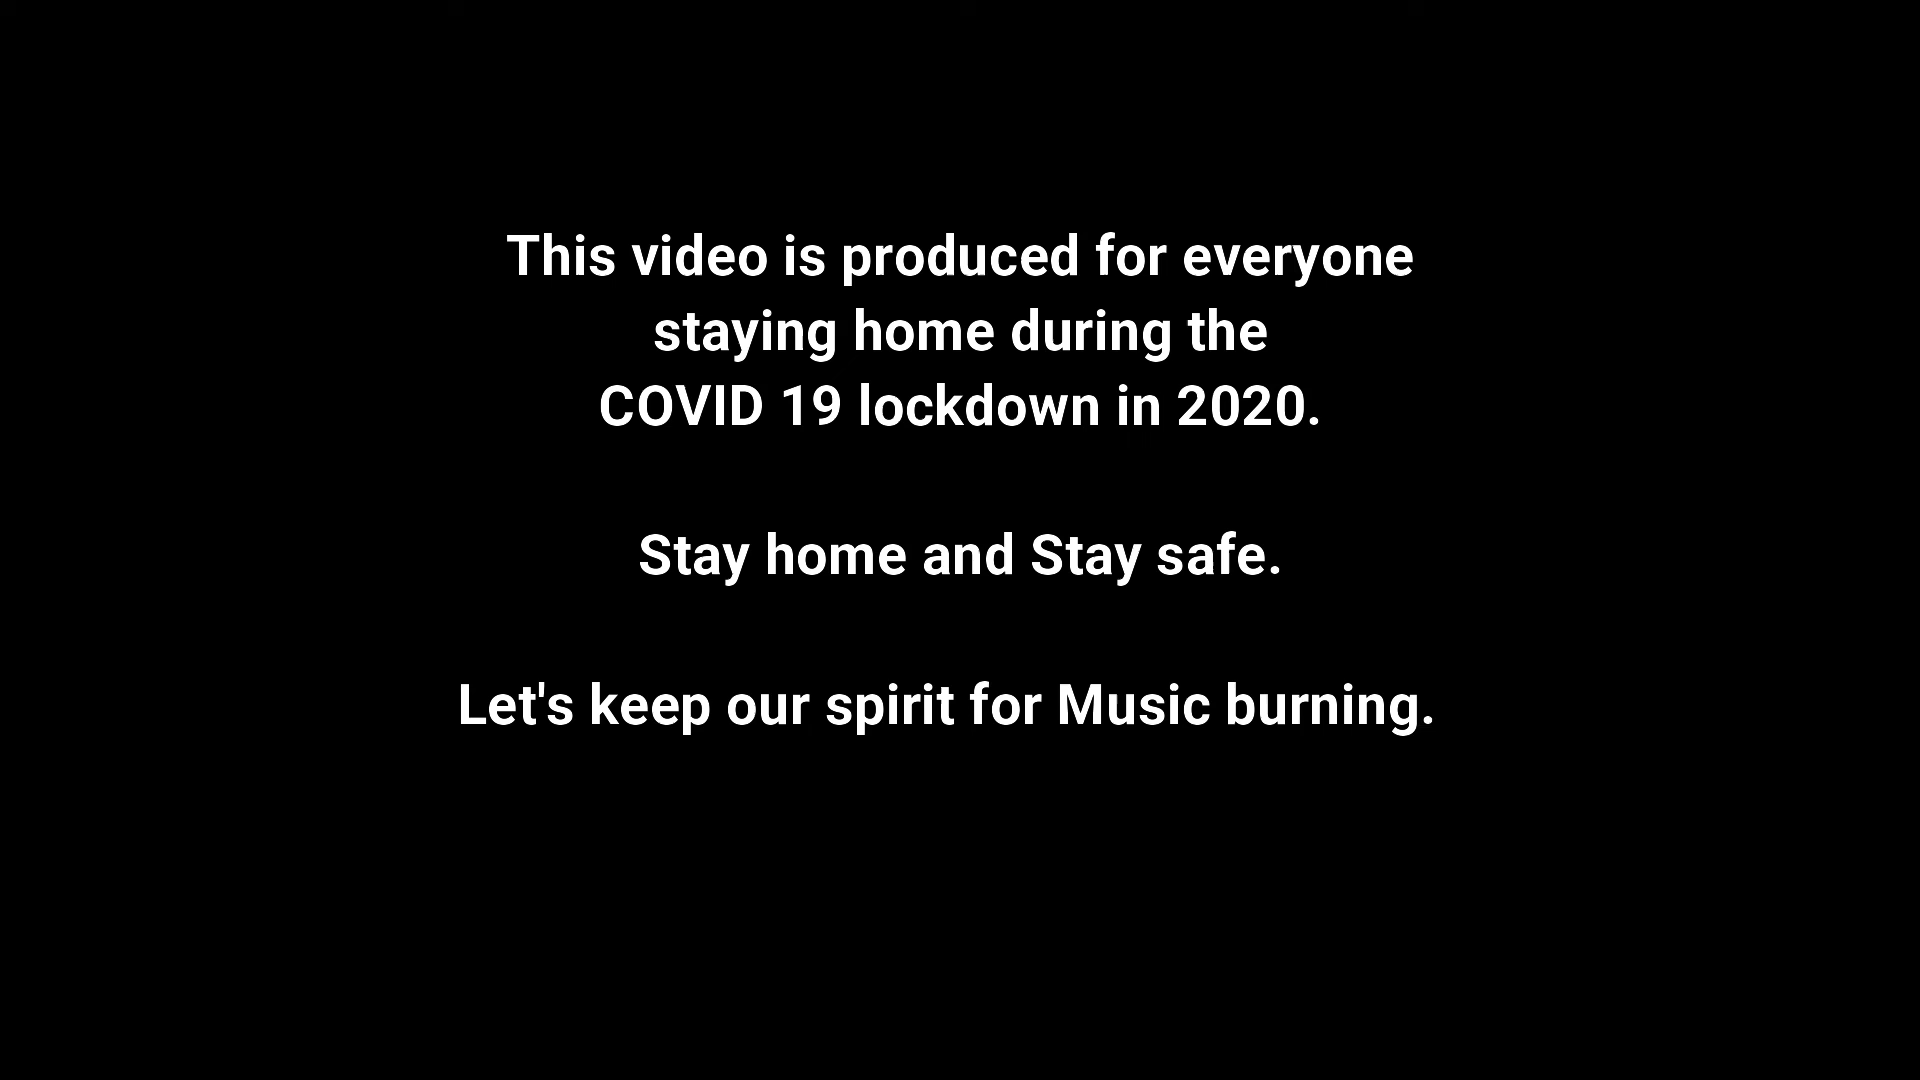 This video is produced for everyone
staying home during the
COVID 19 lockdown in 2020.
Stay home and Stay safe.
Let's keep our spirit for Music burning.